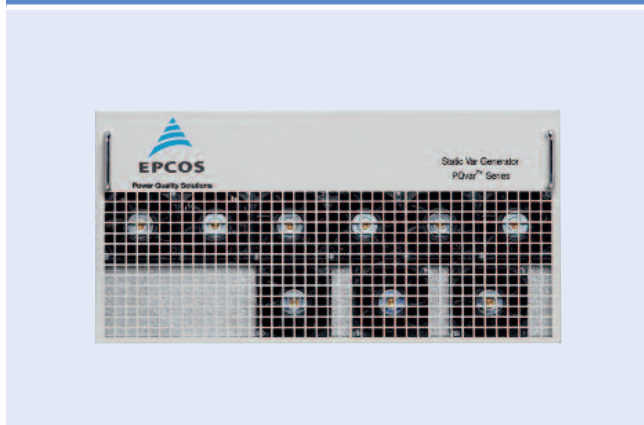 EPCOS
Power Quality Solutions
Static Var Generator
PQvar™ Series